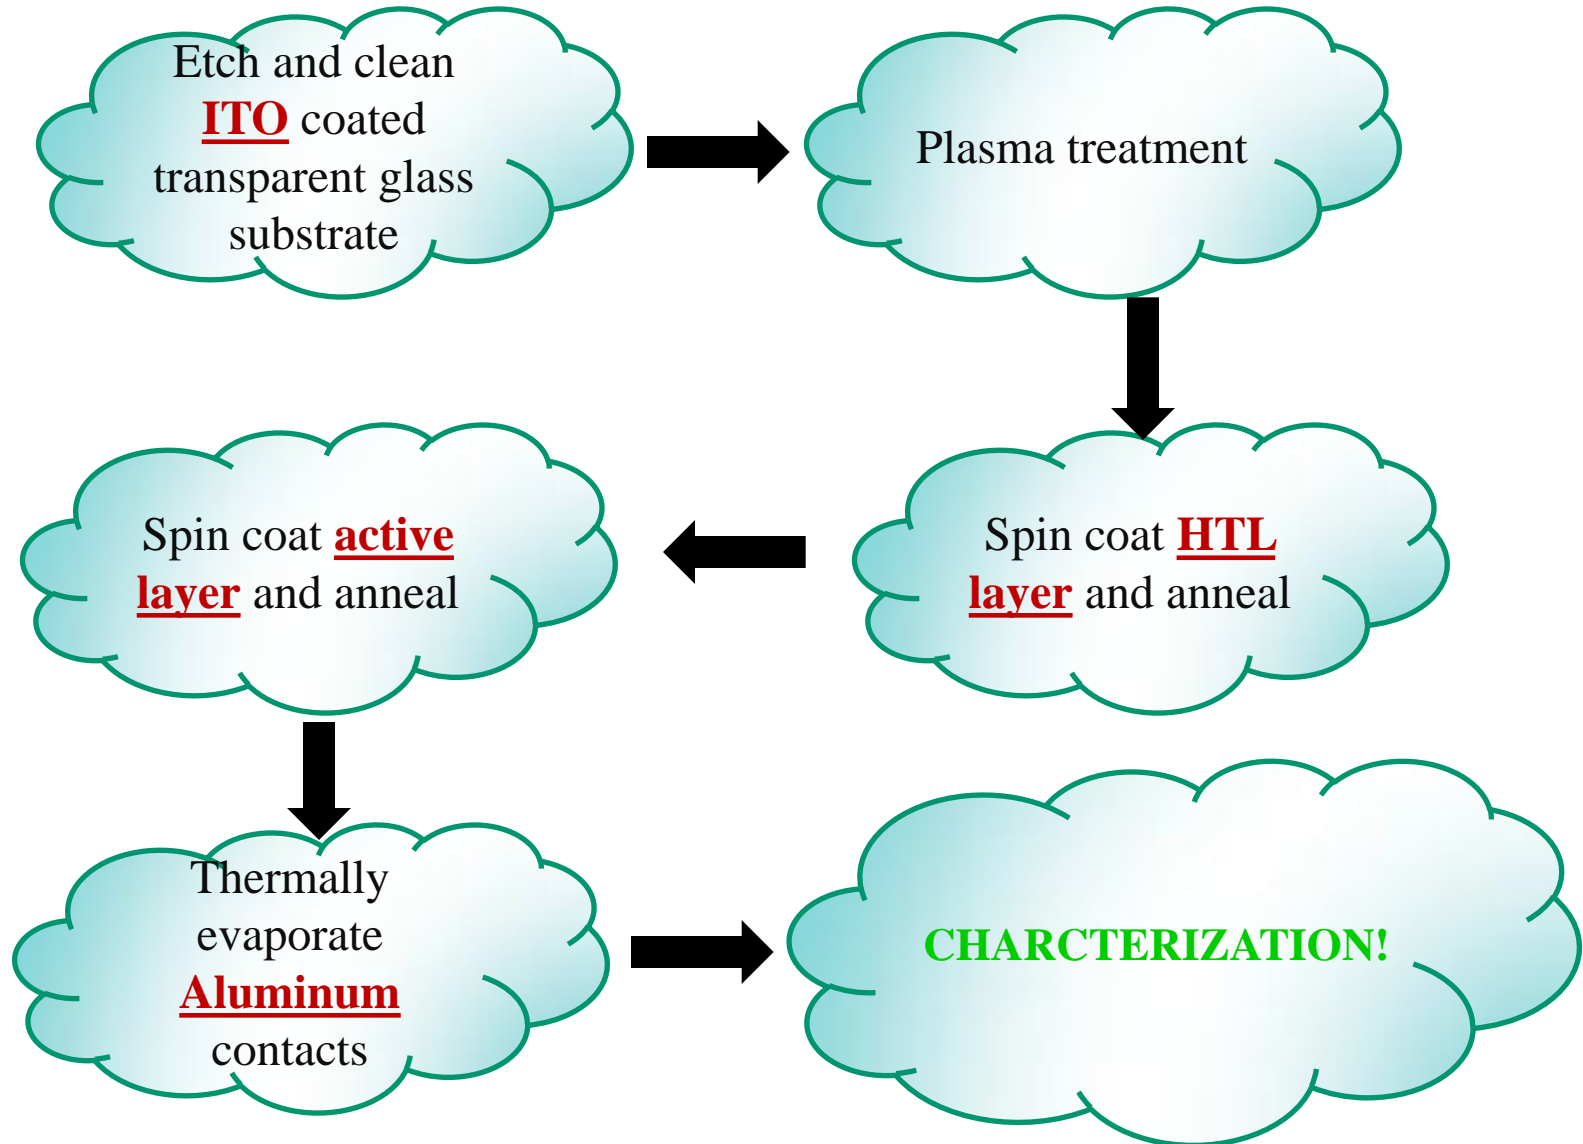 Etch and clean
ITO coated
transparent glass
substrate
Plasma treatment
Spin coat HTL
layer and anneal
Spin coat active
layer and anneal
Thermally
evaporate
Aluminum
contacts
CHARCTERIZATION!